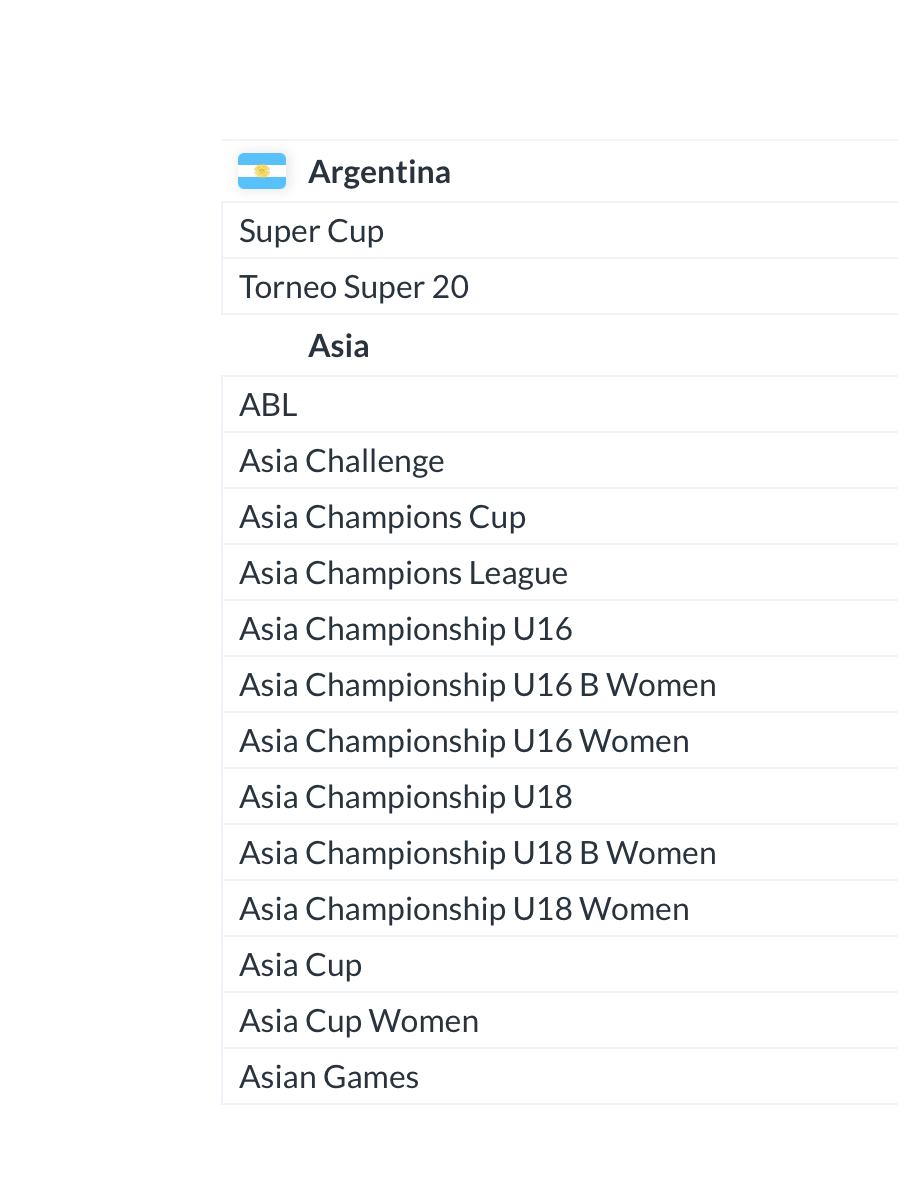 Argentina
Super Cup
Torneo Super 20
Asia
ABL
Asia Challenge
Asia Champions Cup
Asia Champions League
Asia Championship U16
Asia Championship U16 B Women
Asia Championship U16 Women
Asia Championship U18
Asia Championship U18 B Women
Asia Championship U18 Women
Asia Cup
Asia Cup Women
Asian Games